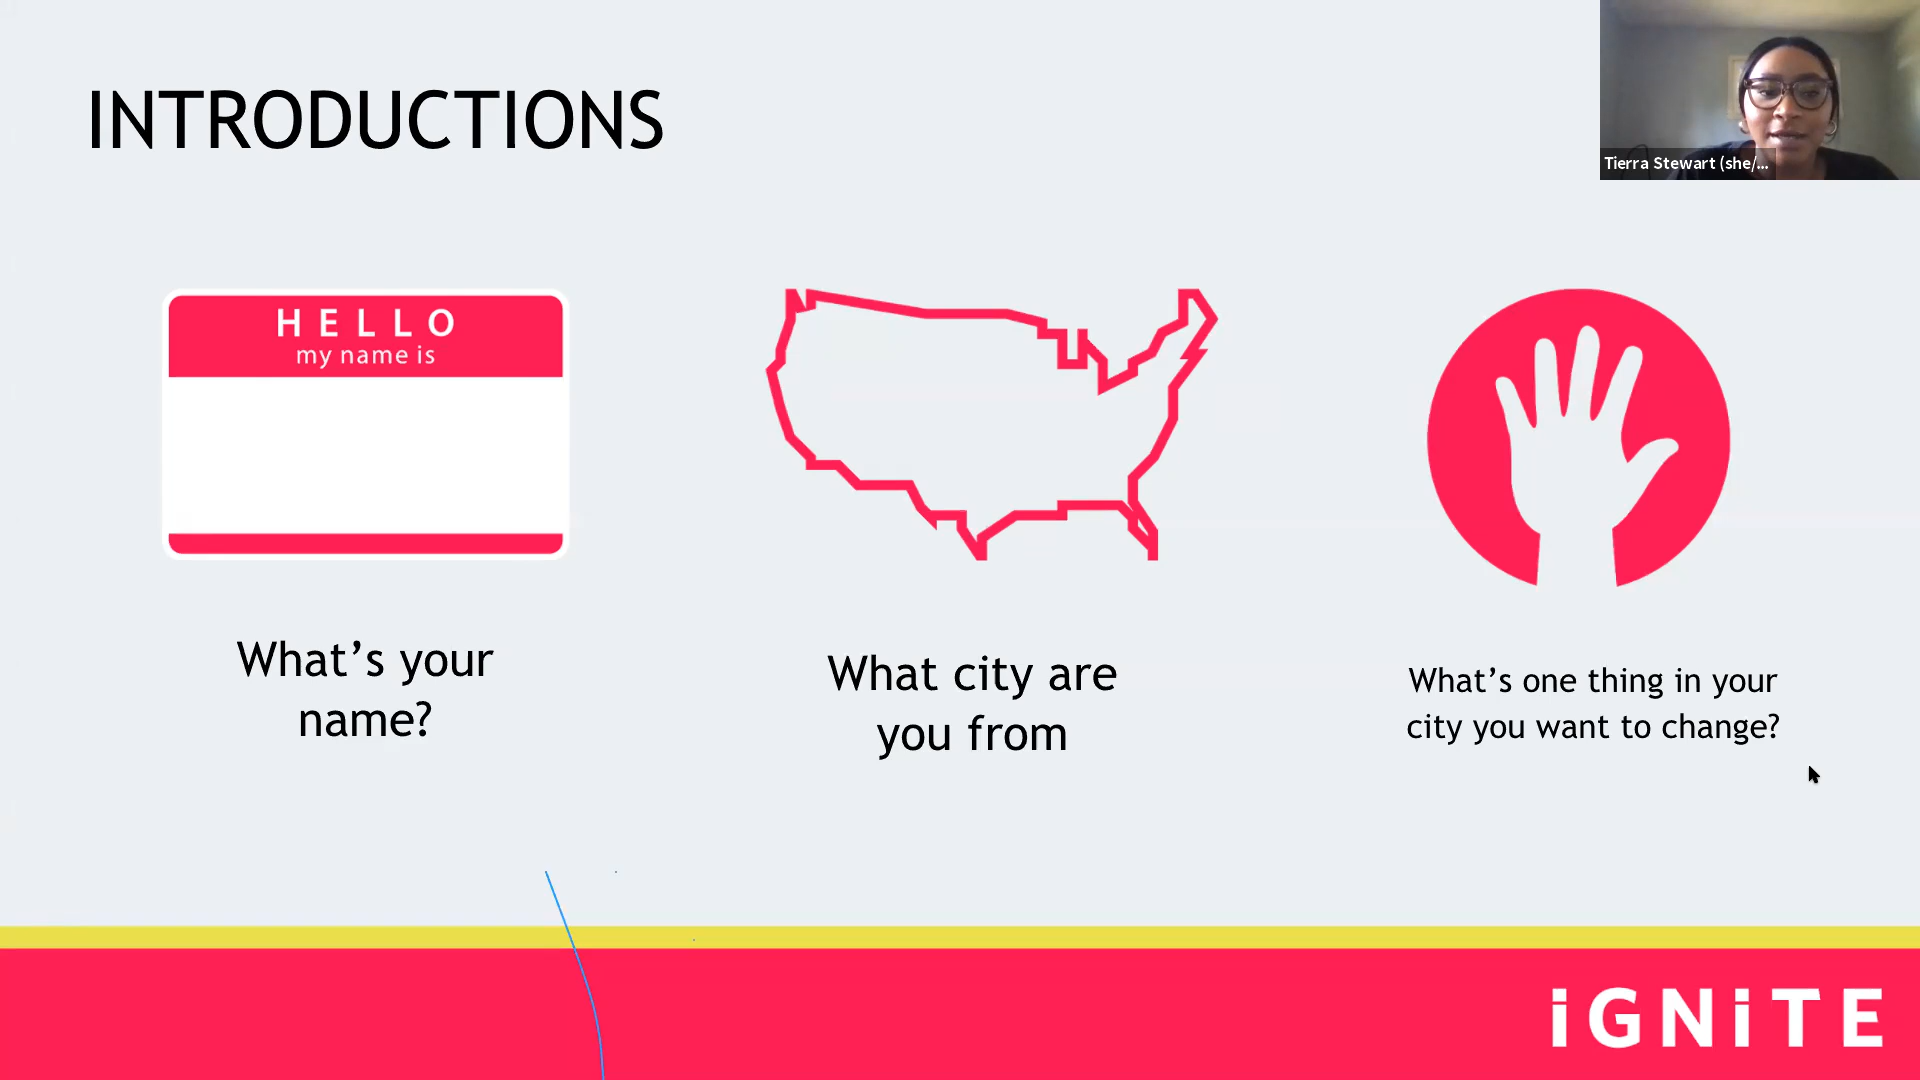 INTRODUCTIONS
Tierra Stewart (she/...
HELLO
my name is
What’s your
name?
What city are
you from
What’s one thing in your
city you want to change?
iGNiTE